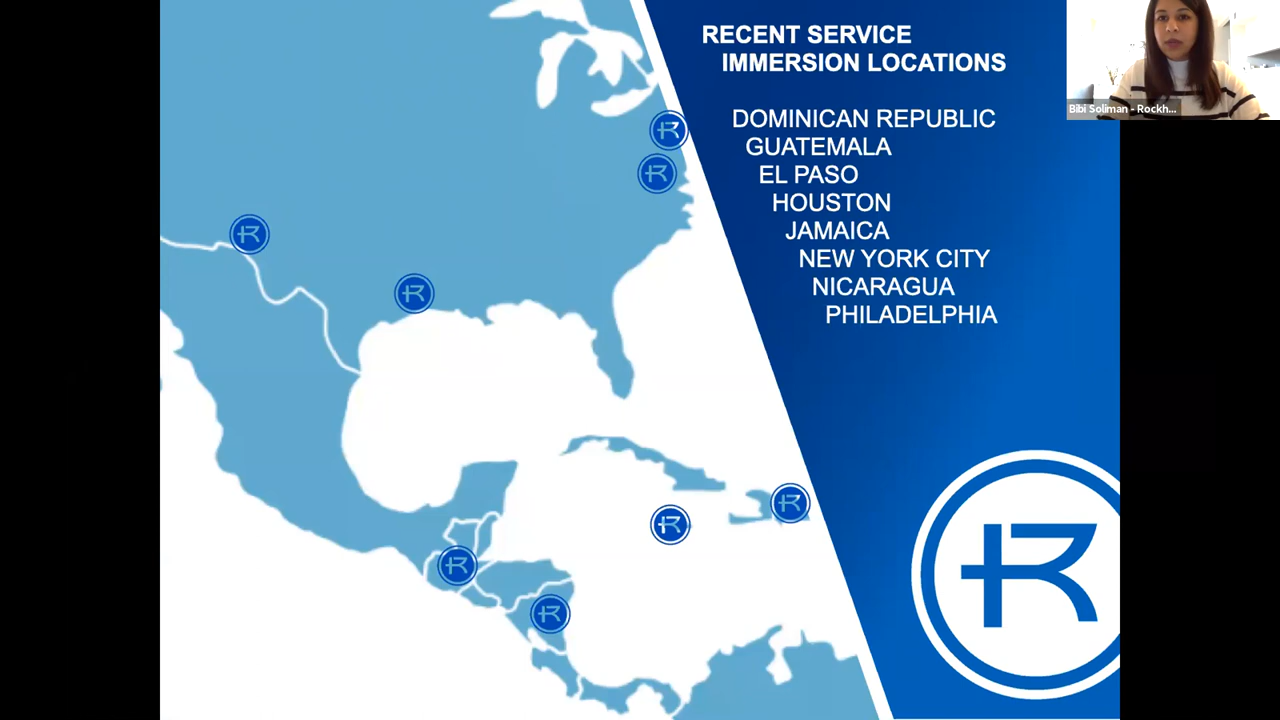 RECENT SERVICE
IMMERSION LOCATIONS
DOMINICAN REPUBLIC
GUATEMALA
EL PASO
HOUSTON
JAMAICA
NEW YORK CITY
NICARAGUA
PHILADELPHIA
Bibi Soliman - Rockh...